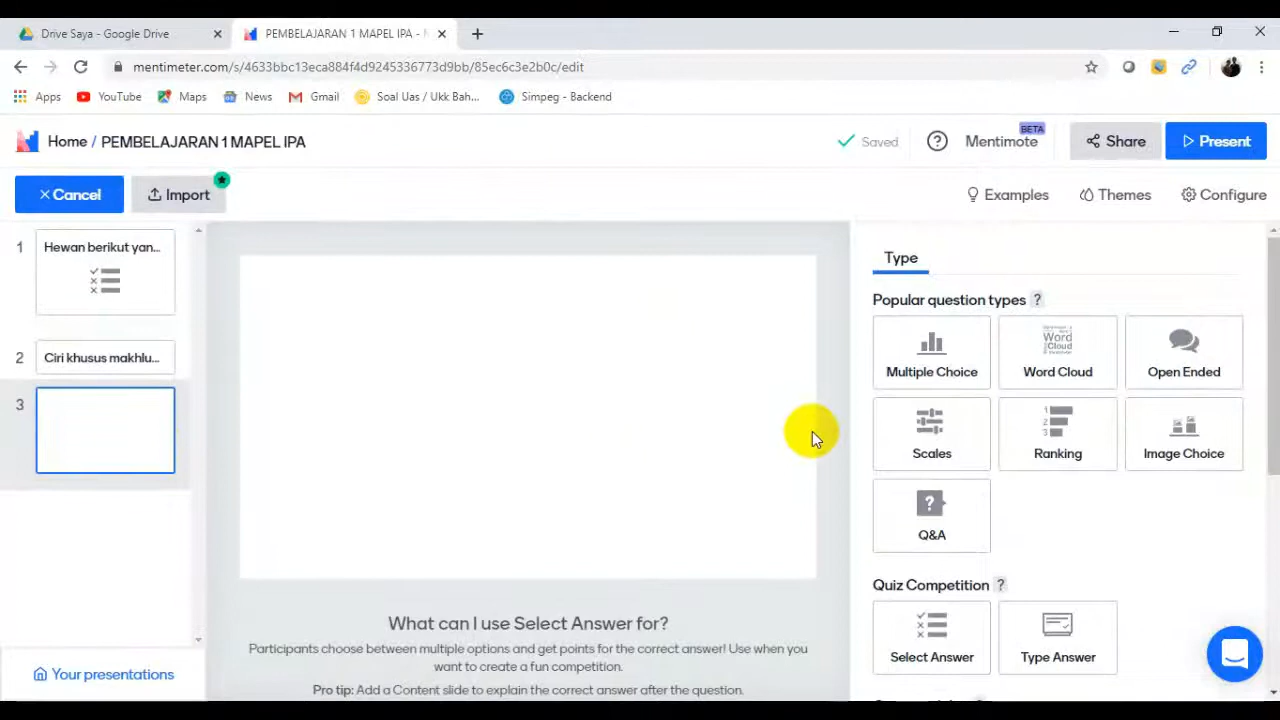 Drive Saya - Google Drive
PEMBELAJARAN 1 MAPEL IPA -
mentimeter.com/s/4633bbc13eca884f4d9245336773d9bb/85ec6c3e2b0c/edit
Apps YouTube Maps News Gmail Soal Uas / Ukk Bah... Simpeg - Backend
Home / PEMBELAJARAN 1 MAPEL IPA
Saved ? Mentimote BETA Share Present
Cancel Import Examples Themes Configure
1 Hewan berikut yan...
2 Ciri khusus makhlu...
3
Your presentations
What can I use Select Answer for?
Participants choose between multiple options and get points for the correct answer! Use when you
want to create a fun competition.
Pro tip: Add a Content slide to explain the correct answer after the question.
Type
Popular question types ?
Multiple Choice
Word Cloud
Open Ended
Scales
Ranking
Image Choice
Q&A
Quiz Competition ?
Select Answer
Type Answer